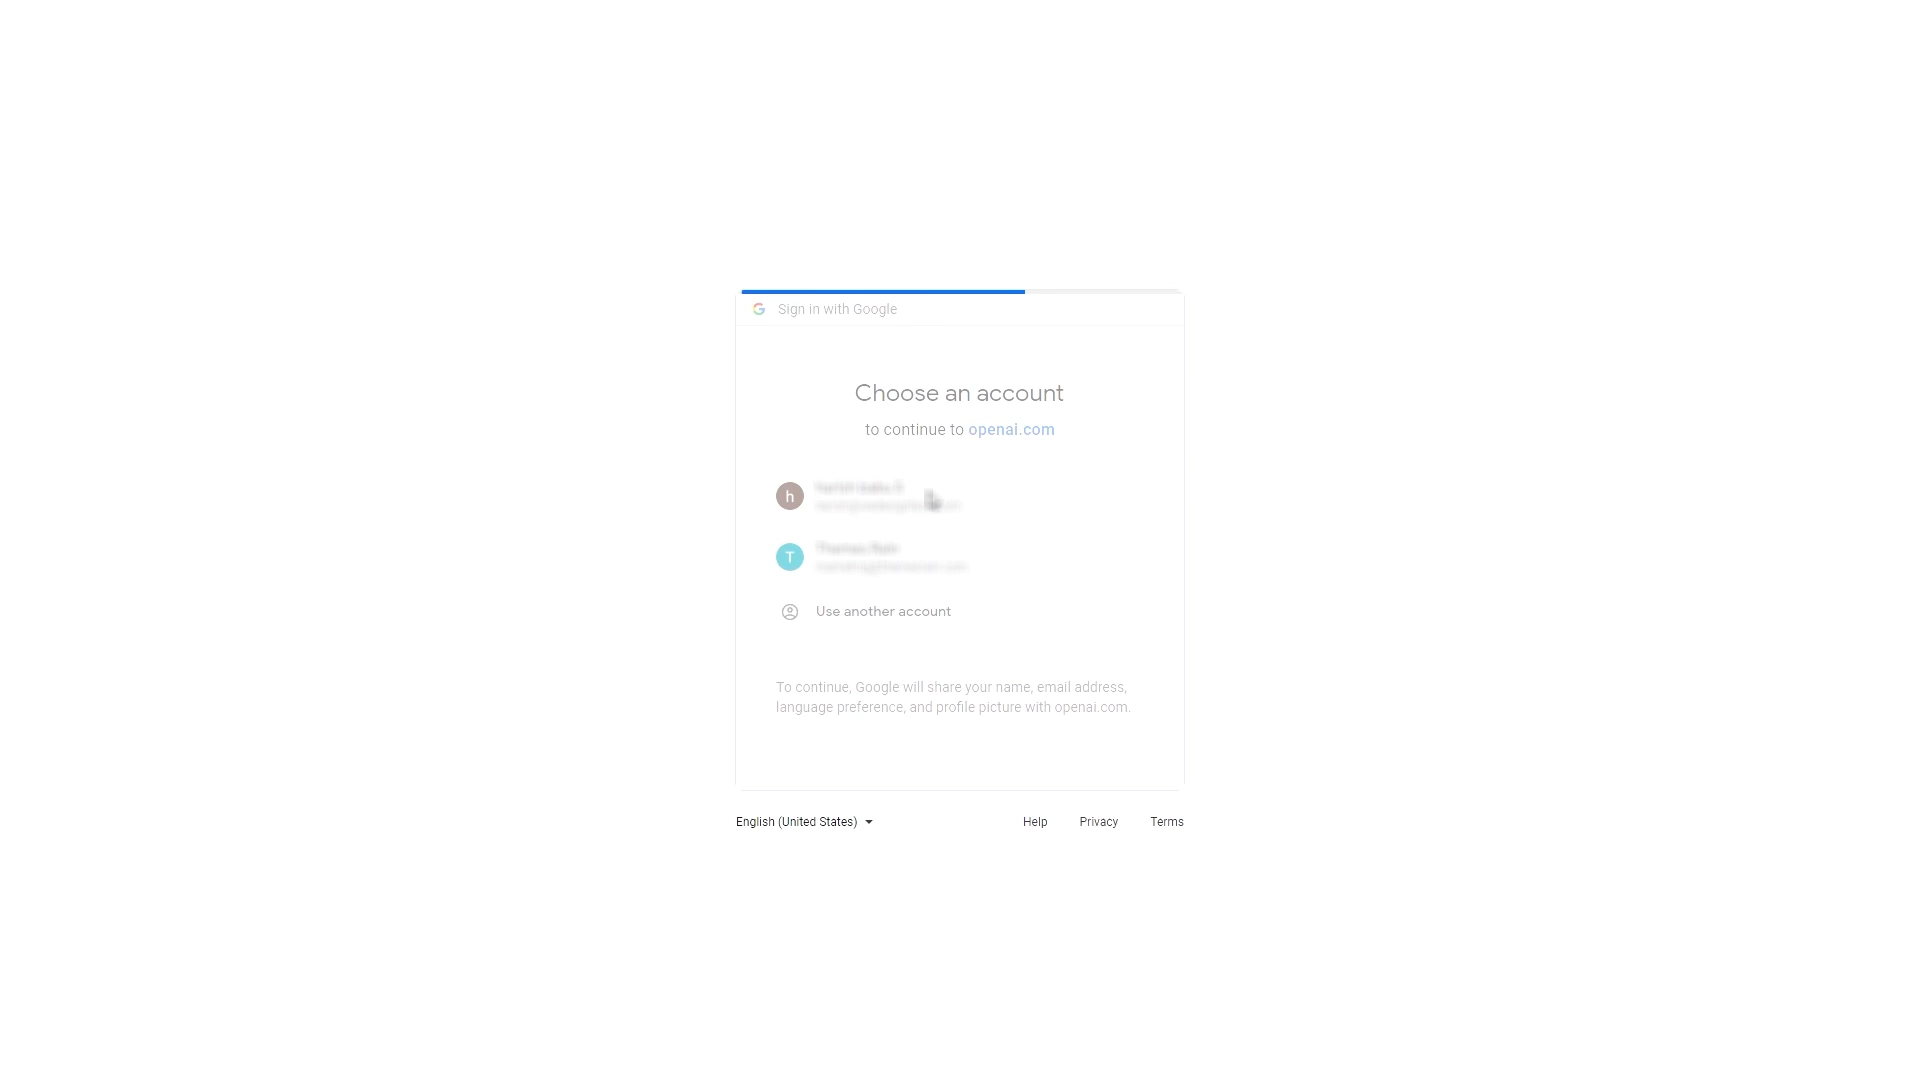 Sign in with Google
Choose an account
to continue to openai.com
h
T
Use another account
To continue, Google will share your name, email address,
language preference, and profile picture with openai.com.
English (United States)
Help Privacy Terms